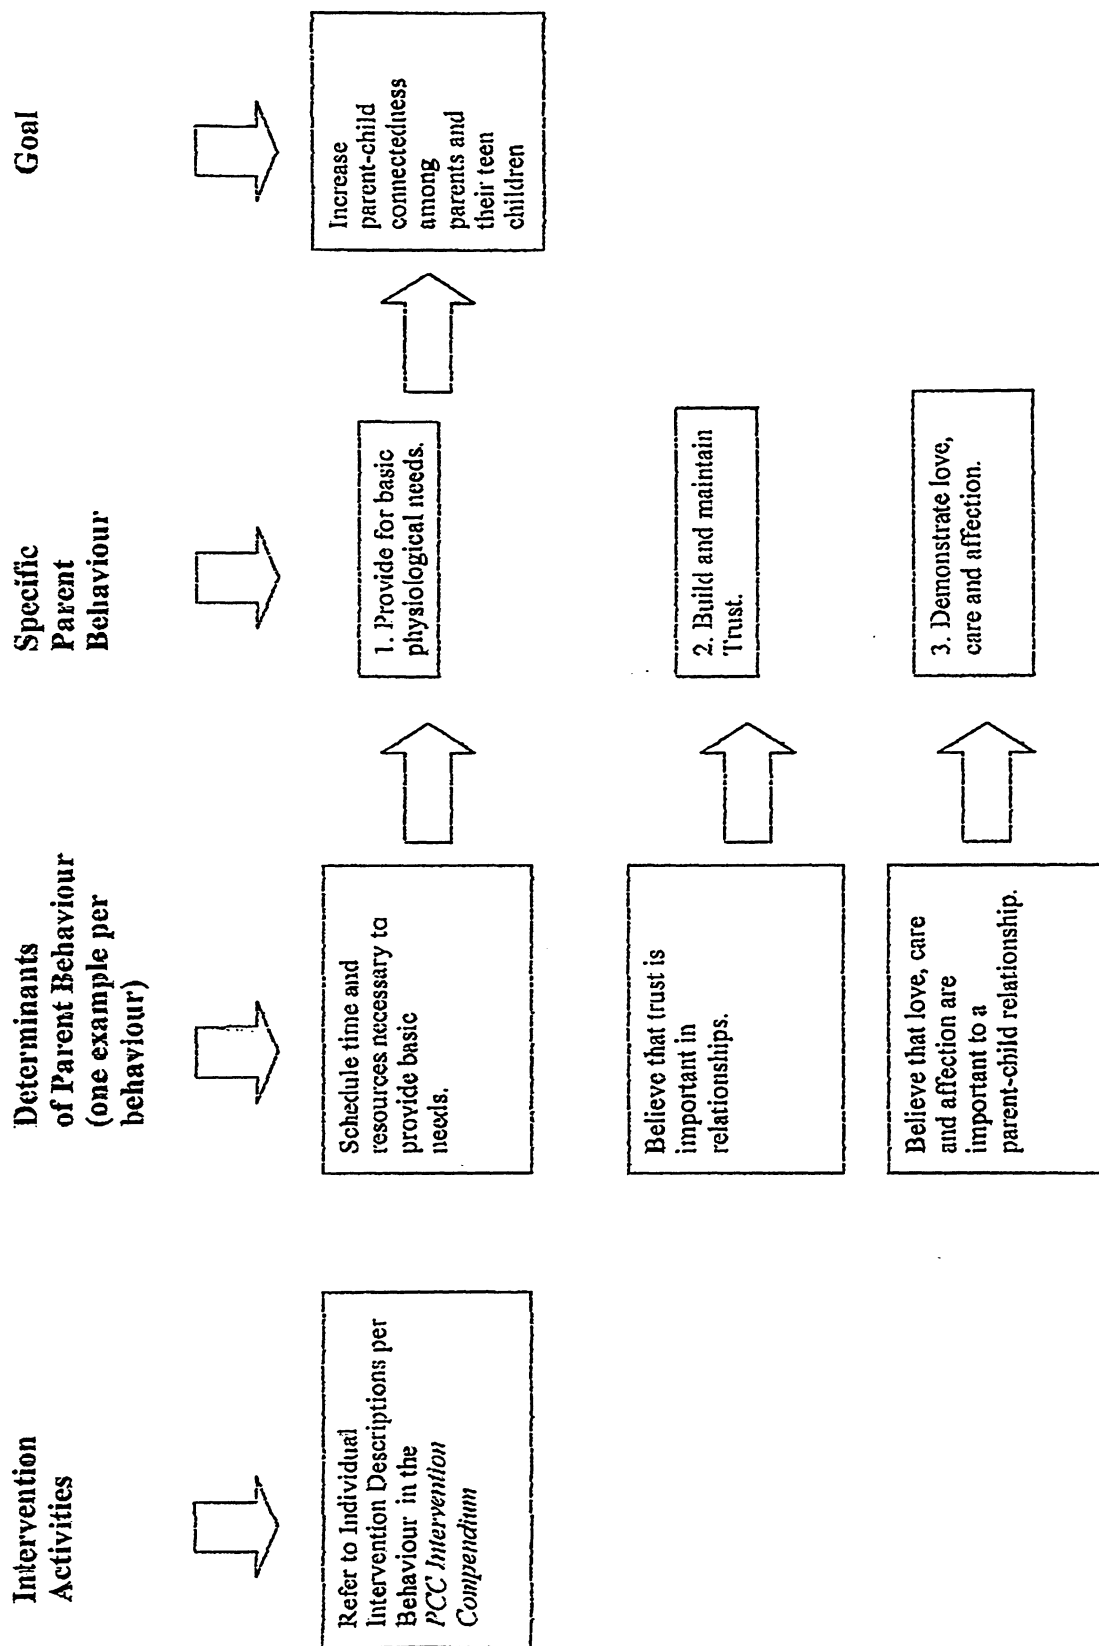 Intervention
Activities
Determinants
of Parent Behaviour
(one example per
behaviour)
Specific
Parent
Behaviour
Goal
Refer to Individual
Intervention Descriptions per
Behaviour in the
PCC Intervention
Compendium
Schedule time and
resources necessary to
provide basic
needs.
1. Provide for basic
physiological needs.
Increase
parent-child
connectedness
among
parents and
their teen
children
Believe that trust is
important in
relationships.
2. Build and maintain
Trust.
Believe that love, care
and affection are
important to a
parent-child relationship.
3. Demonstrate love,
care and affection.